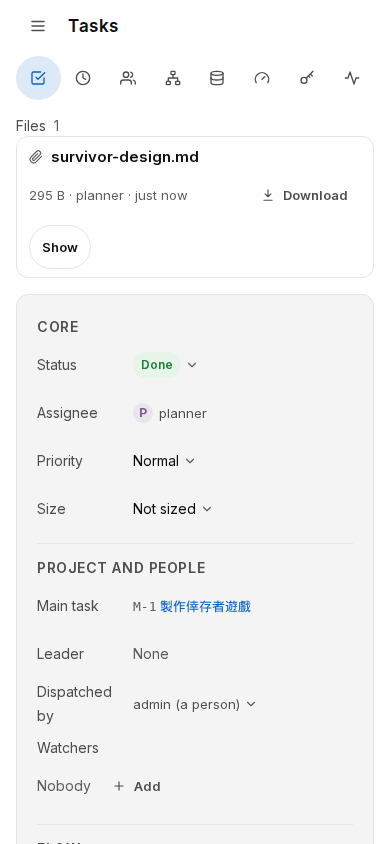 Tasks
Files 1
survivor-design.md
295 B · planner · just now
Download
Show
CORE
Status Done
Assignee P planner
Priority Normal
Size Not sized
PROJECT AND PEOPLE
Main task M-1 製作倖存者遊戲
Leader None
Dispatched by admin (a person)
Watchers
Nobody + Add